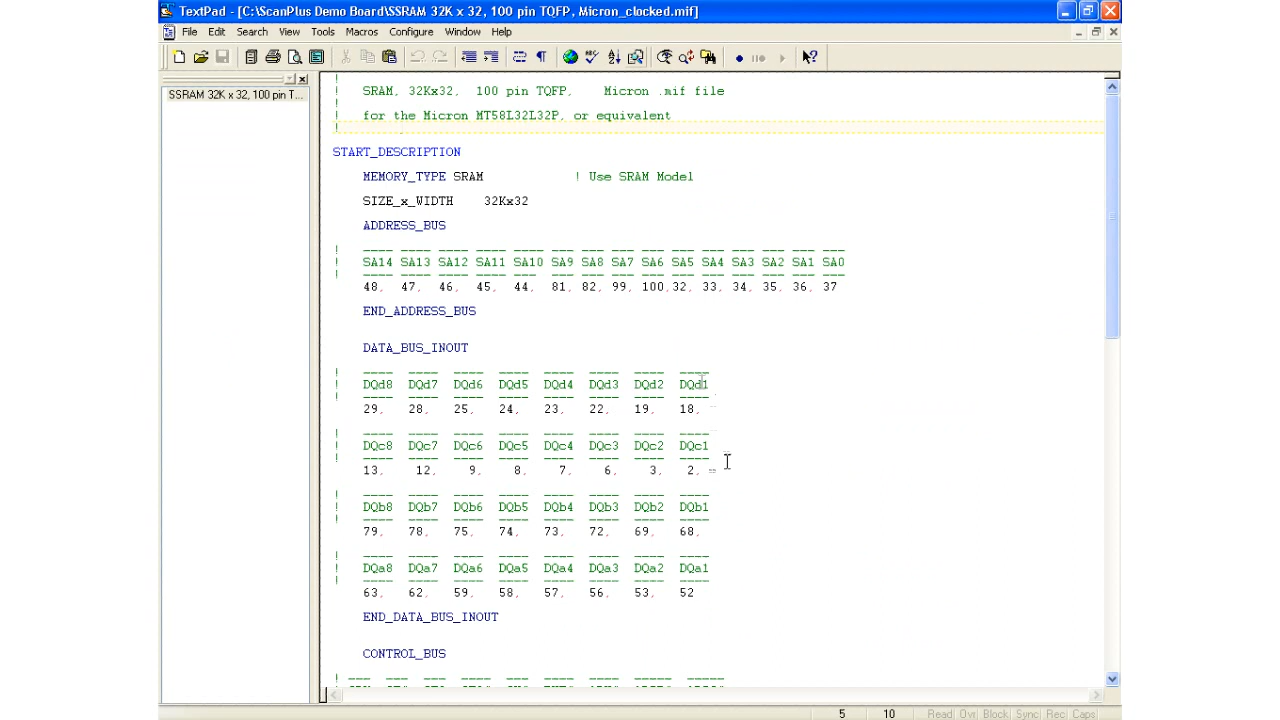 TextPad - [C:\ScanPlus Demo Board\SSRAM 32K x 32, 100 pin TQFP, Micron_clocked.mif]
File Edit Search View Tools Macros Configure Window Help
SSRAM 32K x 32, 100 pin T...
!
! SRAM, 32Kx32, 100 pin TQFP, Micron .mif file
!
! for the Micron MT58L32L32P, or equivalent
!
START_DESCRIPTION
MEMORY_TYPE SRAM ! Use SRAM Model
SIZE_x_WIDTH 32Kx32
ADDRESS_BUS
! ---- ---- ---- ---- ---- --- --- --- --- --- --- --- --- --- ---
! SA14 SA13 SA12 SA11 SA10 SA9 SA8 SA7 SA6 SA5 SA4 SA3 SA2 SA1 SA0
! ---- ---- ---- ---- --- --- --- --- --- --- --- --- --- --- ---
48, 47, 46, 45, 44, 81, 82, 99, 100,32, 33, 34, 35, 36, 37
END_ADDRESS_BUS
DATA_BUS_INOUT
! ---- ---- ---- ---- ---- ---- ---- ----
! DQd8 DQd7 DQd6 DQd5 DQd4 DQd3 DQd2 DQd1
! ---- ---- ---- ---- ---- ---- ---- ----
29, 28, 25, 24, 23, 22, 19, 18,
! ---- ---- ---- ---- ---- ---- ---- ----
! DQc8 DQc7 DQc6 DQc5 DQc4 DQc3 DQc2 DQc1
! ---- ---- ---- ---- ---- ---- ---- ----
13, 12, 9, 8, 7, 6, 3, 2,
! ---- ---- ---- ---- ---- ---- ---- ----
! DQb8 DQb7 DQb6 DQb5 DQb4 DQb3 DQb2 DQb1
! ---- ---- ---- ---- ---- ---- ---- ----
79, 78, 75, 74, 73, 72, 69, 68,
! ---- ---- ---- ---- ---- ---- ---- ----
! DQa8 DQa7 DQa6 DQa5 DQa4 DQa3 DQa2 DQa1
! ---- ---- ---- ---- ---- ---- ---- ----
63, 62, 59, 58, 57, 56, 53, 52
END_DATA_BUS_INOUT
CONTROL_BUS
! --- --- --- ---- --- ---- ---- ----- -----
5 10 Read Ovr Block Sync Rec Caps